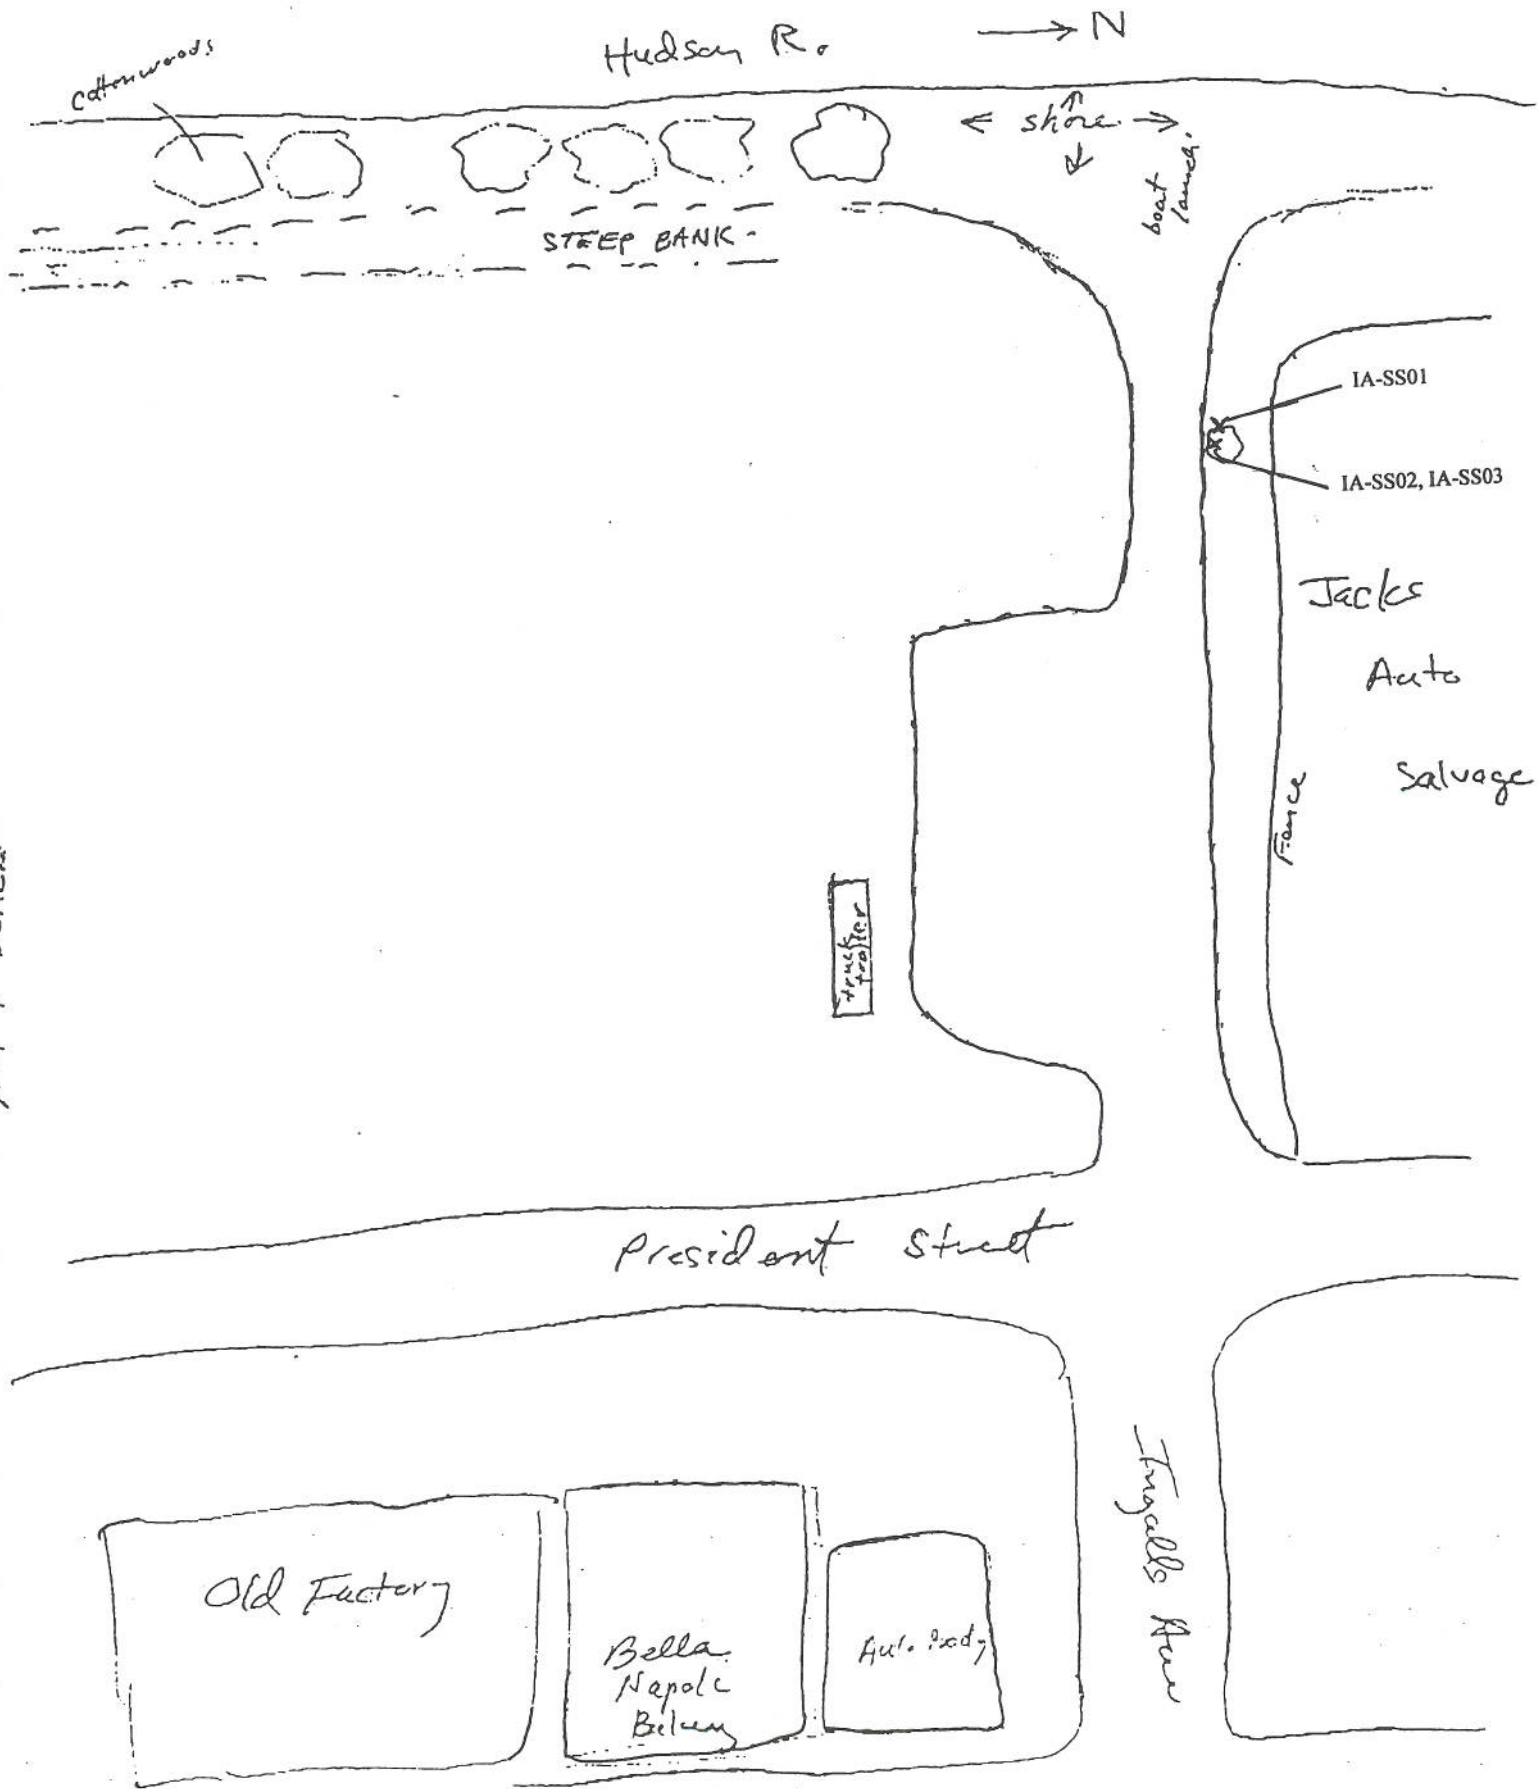 Hudson R.
→ N
Cottonwoods
← shore →
boat
launch
STEEP BANK
IA-SS01
IA-SS02, IA-SS03
Jacks
Auto
Salvage
Fence
truck
trailer
President Street
Ingalls Ave
Old Factory
Bella
Napoli
Bakery
Auto Body